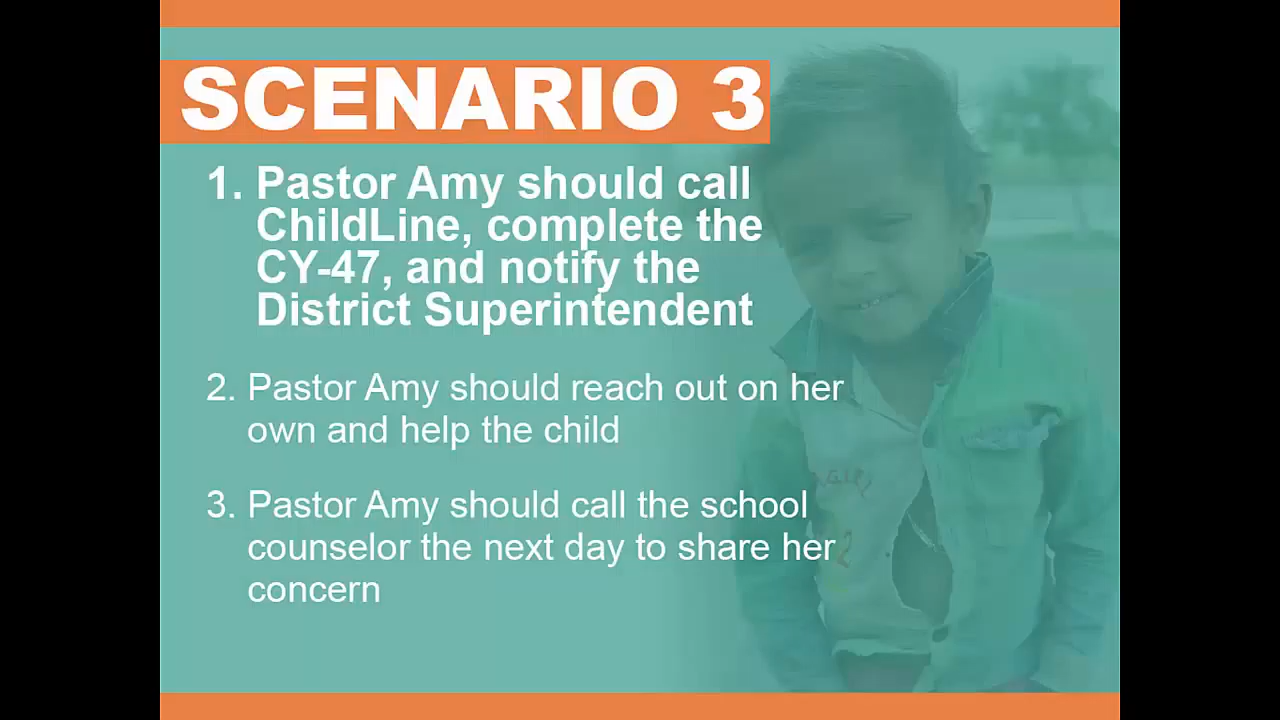 SCENARIO 3
1. Pastor Amy should call
ChildLine, complete the
CY-47, and notify the
District Superintendent
2. Pastor Amy should reach out on her
own and help the child
3. Pastor Amy should call the school
counselor the next day to share her
concern